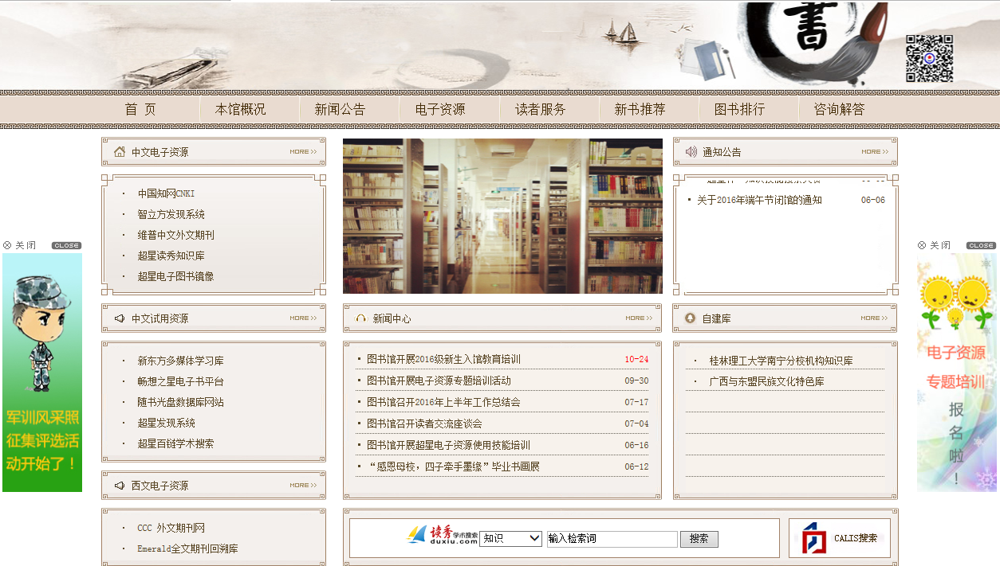 書
首 页
本馆概况
新闻公告
电子资源
读者服务
新书推荐
图书排行
咨询解答
中文电子资源
MORE >>
中国知网CNKI
智立方发现系统
维普中文外文期刊
超星读秀知识库
超星电子图书镜像
通知公告
MORE >>
关于2016年端午节闭馆的通知 06-06
关闭 CLOSE
军训风采照
征集评选活
动开始了！
关闭 CLOSE
电子资源
专题培训
报
名
啦
！
中文试用资源
MORE >>
新东方多媒体学习库
畅想之星电子书平台
随书光盘数据库网站
超星发现系统
超星百链学术搜索
新闻中心
MORE >>
图书馆开展2016级新生入馆教育培训 10-24
图书馆开展电子资源专题培训活动 09-30
图书馆召开2016年上半年工作总结会 07-17
图书馆召开读者交流座谈会 07-04
图书馆开展超星电子资源使用技能培训 06-16
“感恩母校，四子牵手墨缘”毕业书画展 06-12
自建库
MORE >>
桂林理工大学南宁分校机构知识库
广西与东盟民族文化特色库
西文电子资源
MORE >>
CCC 外文期刊网
Emerald全文期刊回溯库
读秀学术搜索
duxiu.com
知识
输入检索词
搜索
CALIS搜索